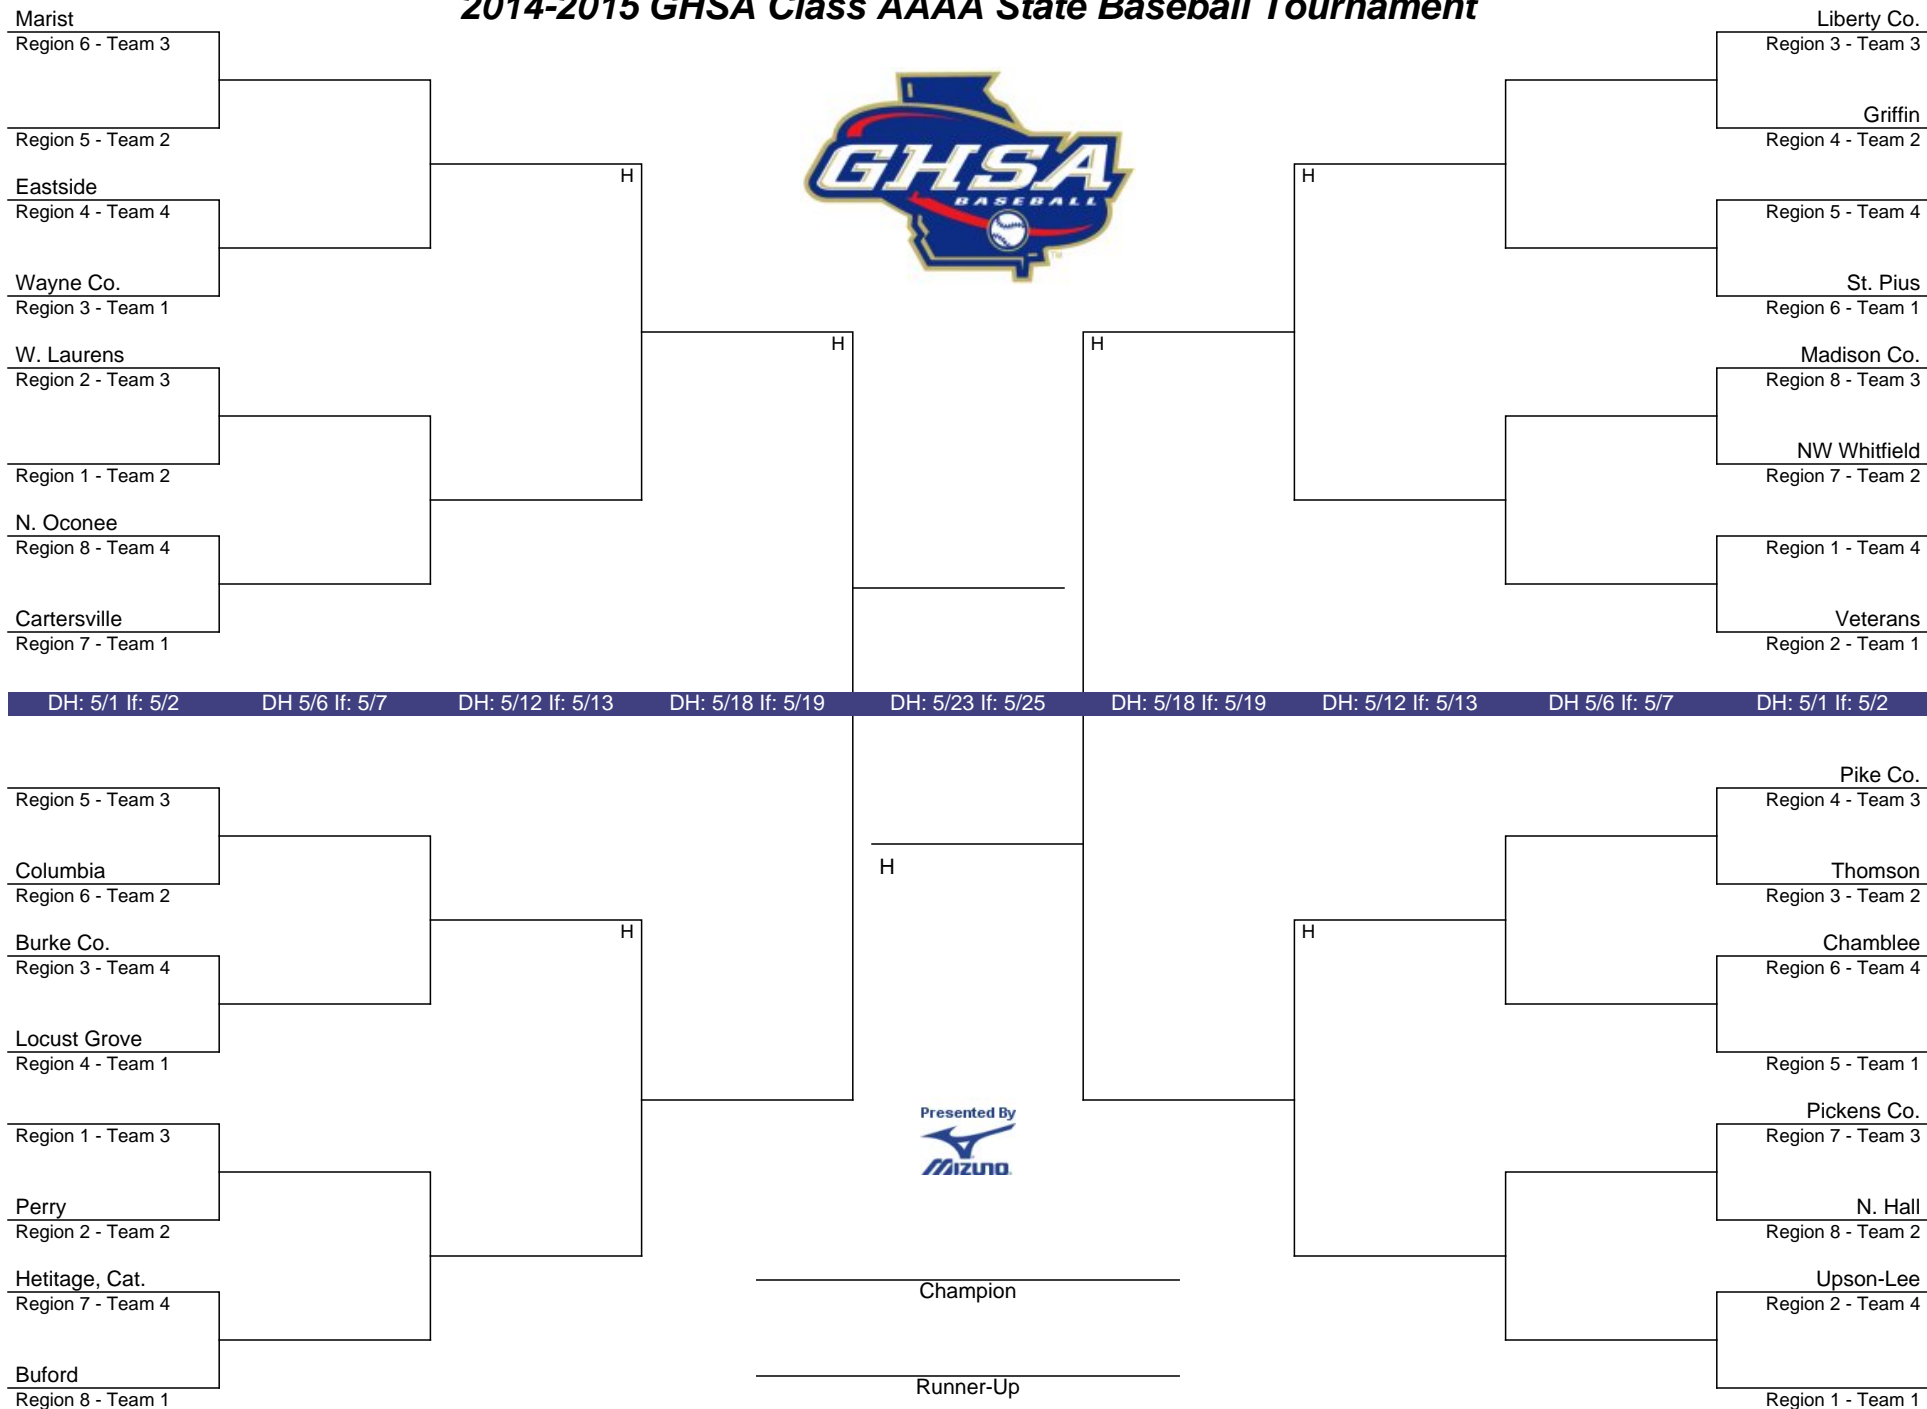 2014-2015 GHSA Class AAAA State Baseball Tournament
Marist
Region 6 - Team 3
Region 5 - Team 2
Eastside
Region 4 - Team 4
Wayne Co.
Region 3 - Team 1
W. Laurens
Region 2 - Team 3
Region 1 - Team 2
N. Oconee
Region 8 - Team 4
Cartersville
Region 7 - Team 1
H
H
GHSA
BASEBALL
TM
H
H
Liberty Co.
Region 3 - Team 3
Griffin
Region 4 - Team 2
Region 5 - Team 4
St. Pius
Region 6 - Team 1
Madison Co.
Region 8 - Team 3
NW Whitfield
Region 7 - Team 2
Region 1 - Team 4
Veterans
Region 2 - Team 1
DH: 5/1 If: 5/2 DH 5/6 If: 5/7 DH: 5/12 If: 5/13 DH: 5/18 If: 5/19 DH: 5/23 If: 5/25 DH: 5/18 If: 5/19 DH: 5/12 If: 5/13 DH 5/6 If: 5/7 DH: 5/1 If: 5/2
Region 5 - Team 3
Columbia
Region 6 - Team 2
Burke Co.
Region 3 - Team 4
Locust Grove
Region 4 - Team 1
Region 1 - Team 3
Perry
Region 2 - Team 2
Hetitage, Cat.
Region 7 - Team 4
Buford
Region 8 - Team 1
H
H
H
Presented By
MIZUNO
Champion
Runner-Up
Pike Co.
Region 4 - Team 3
Thomson
Region 3 - Team 2
Chamblee
Region 6 - Team 4
Region 5 - Team 1
Pickens Co.
Region 7 - Team 3
N. Hall
Region 8 - Team 2
Upson-Lee
Region 2 - Team 4
Region 1 - Team 1